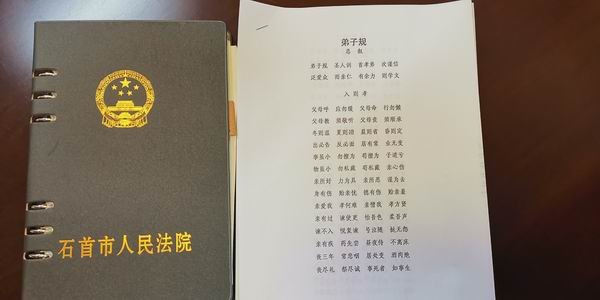 石首市人民法院
弟子规
总叙
弟子规 圣人训 首孝弟 次谨信
泛爱众 而亲仁 有余力 则学文
入则孝
父母呼 应勿缓 父母命 行勿懒
父母教 须敬听 父母责 须顺承
冬则温 夏则凊 晨则省 昏则定
出必告 反必面 居有常 业无变
事虽小 勿擅为 苟擅为 子道亏
物虽小 勿私藏 苟私藏 亲心伤
亲所好 力为具 亲所恶 谨为去
身有伤 贻亲忧 德有伤 贻亲羞
亲爱我 孝何难 亲憎我 孝方贤
亲有过 谏使更 怡吾色 柔吾声
谏不入 悦复谏 号泣随 挞无怨
亲有疾 药先尝 昼夜侍 不离床
丧三年 常悲咽 居处变 酒肉绝
丧尽礼 祭尽诚 事死者 如事生